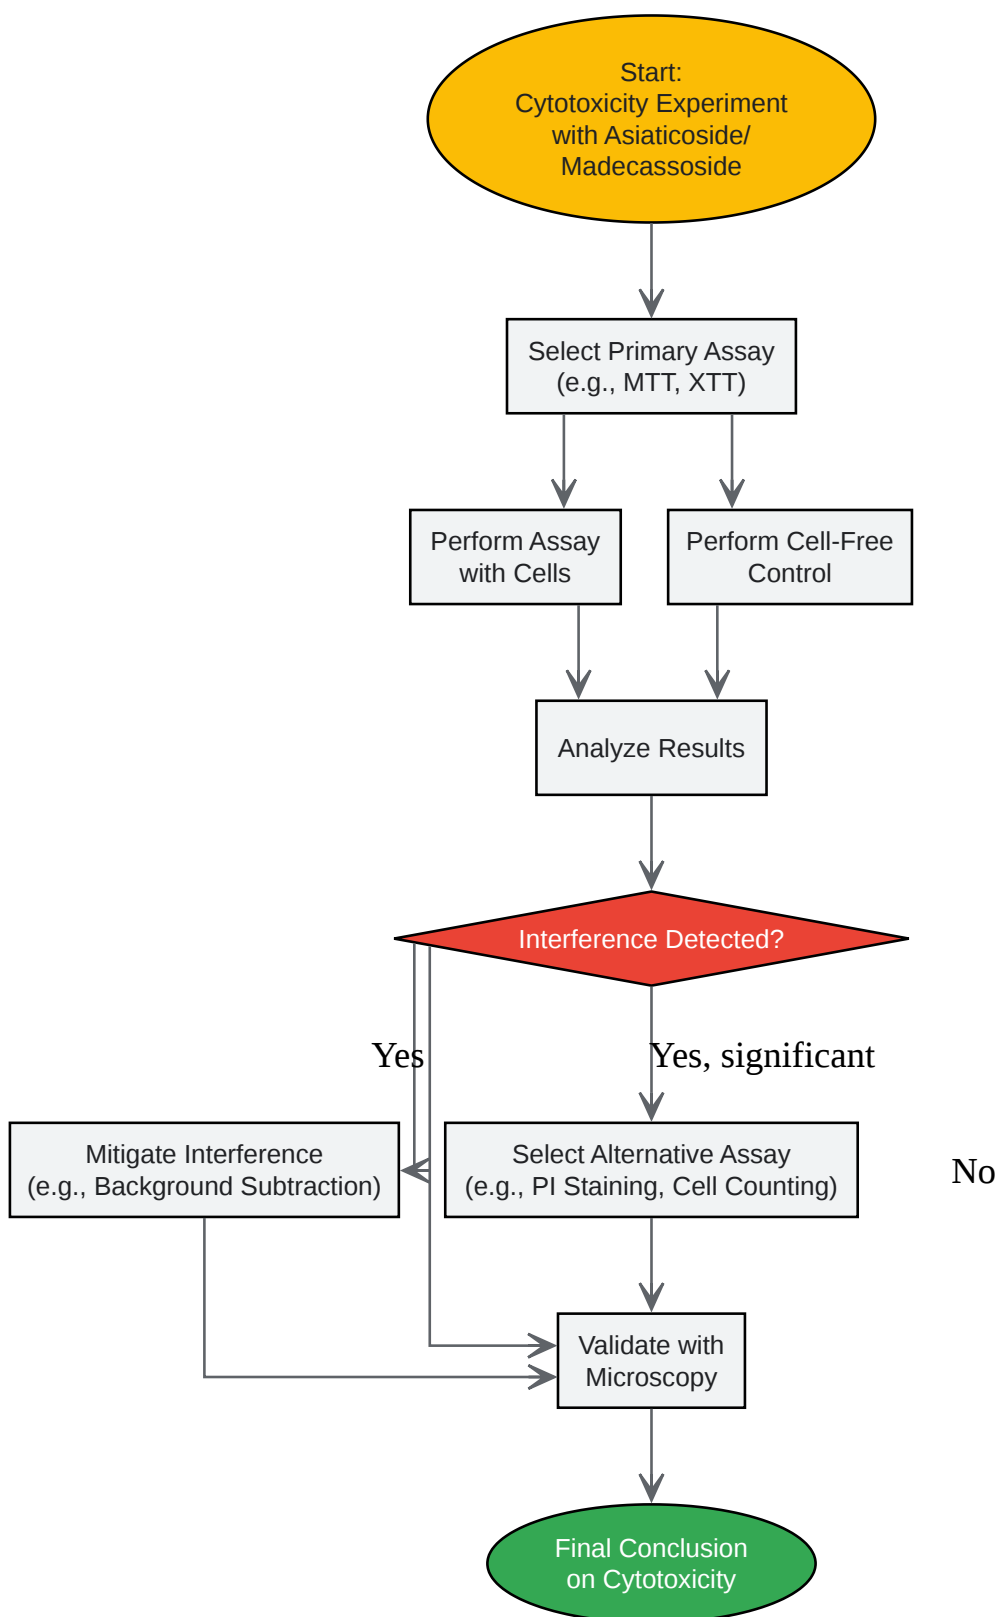 Start:
Cytotoxicity Experiment
with Asiaticoside/
Madecassoside
Select Primary Assay
(e.g., MTT, XTT)
Perform Assay
with Cells
Perform Cell-Free
Control
Analyze Results
Interference Detected?
Yes
Yes, significant
Mitigate Interference
(e.g., Background Subtraction)
Select Alternative Assay
(e.g., PI Staining, Cell Counting)
No
Validate with
Microscopy
Final Conclusion
on Cytotoxicity